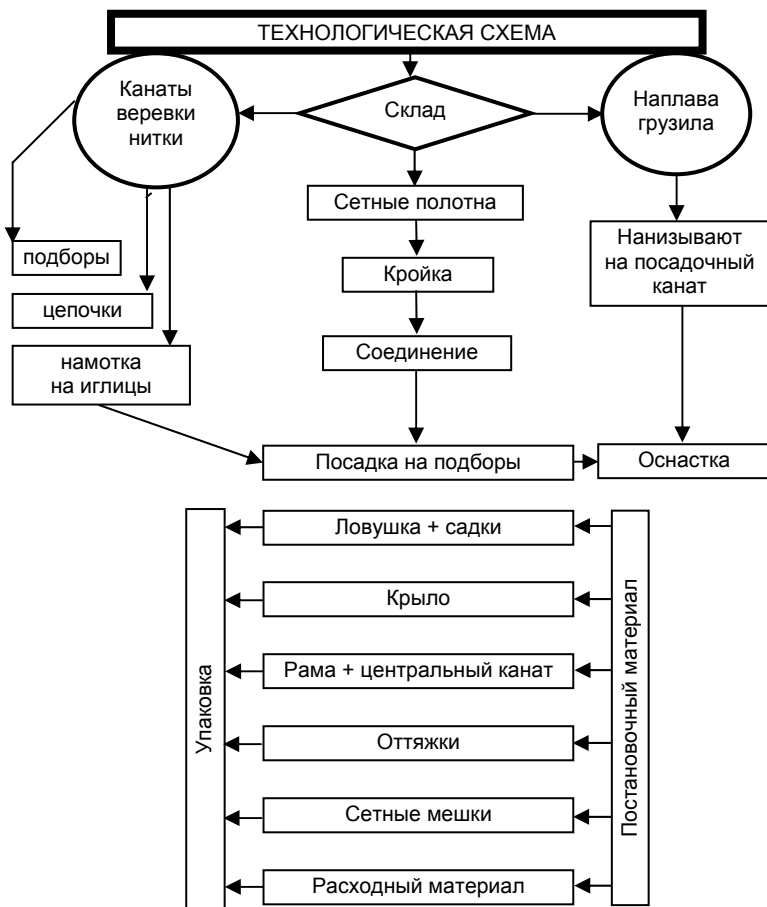 ТЕХНОЛОГИЧЕСКАЯ СХЕМА
Канаты
веревки
нитки
Склад
Наплава
грузила
Сетные полотна
подборы
Нанизывают
на посадочный
канат
Кройка
цепочки
Соединение
намотка
на иглицы
Посадка на подборы
Оснастка
Упаковка
Ловушка + садки
Крыло
Рама + центральный канат
Оттяжки
Сетные мешки
Расходный материал
Постановочный материал